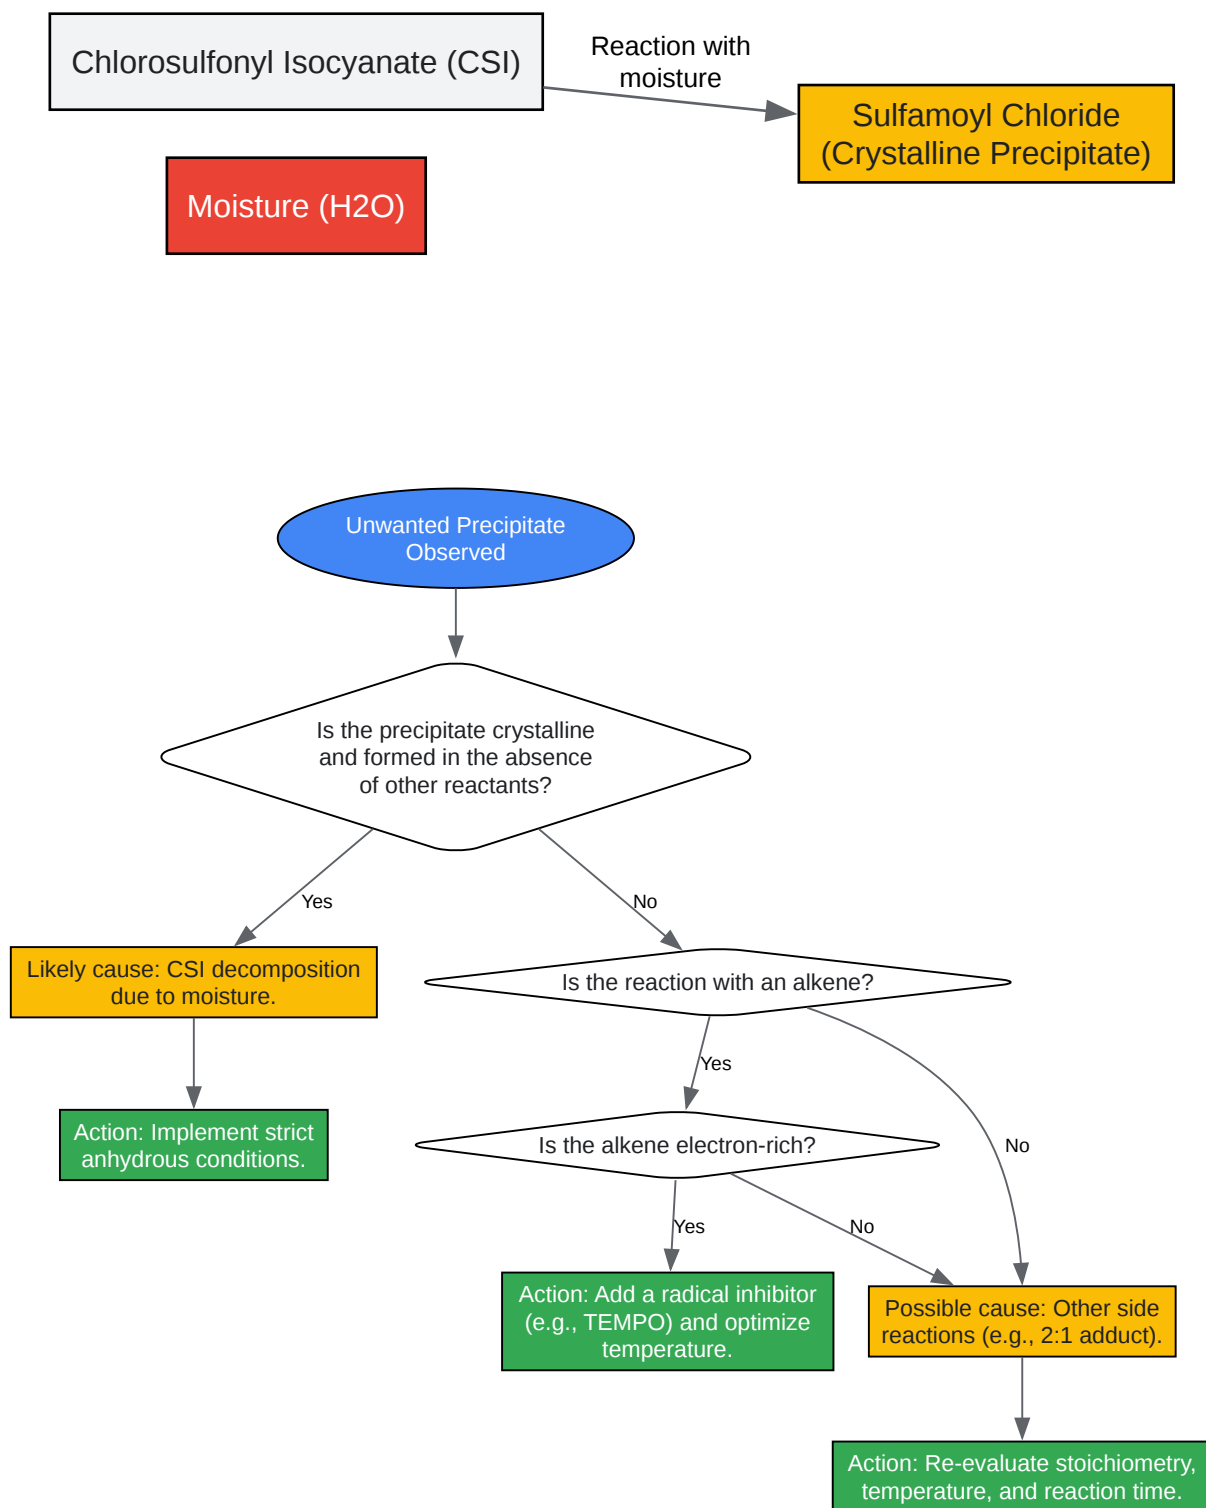 Chlorosulfonyl Isocyanate (CSI)
Reaction with
moisture
Sulfamoyl Chloride
(Crystalline Precipitate)
Moisture (H2O)
Unwanted Precipitate
Observed
Is the precipitate crystalline
and formed in the absence
of other reactants?
Yes
No
Likely cause: CSI decomposition
due to moisture.
Is the reaction with an alkene?
Yes
Action: Implement strict
anhydrous conditions.
Is the alkene electron-rich?
No
Yes
No
Action: Add a radical inhibitor
(e.g., TEMPO) and optimize
temperature.
Possible cause: Other side
reactions (e.g., 2:1 adduct).
Action: Re-evaluate stoichiometry,
temperature, and reaction time.